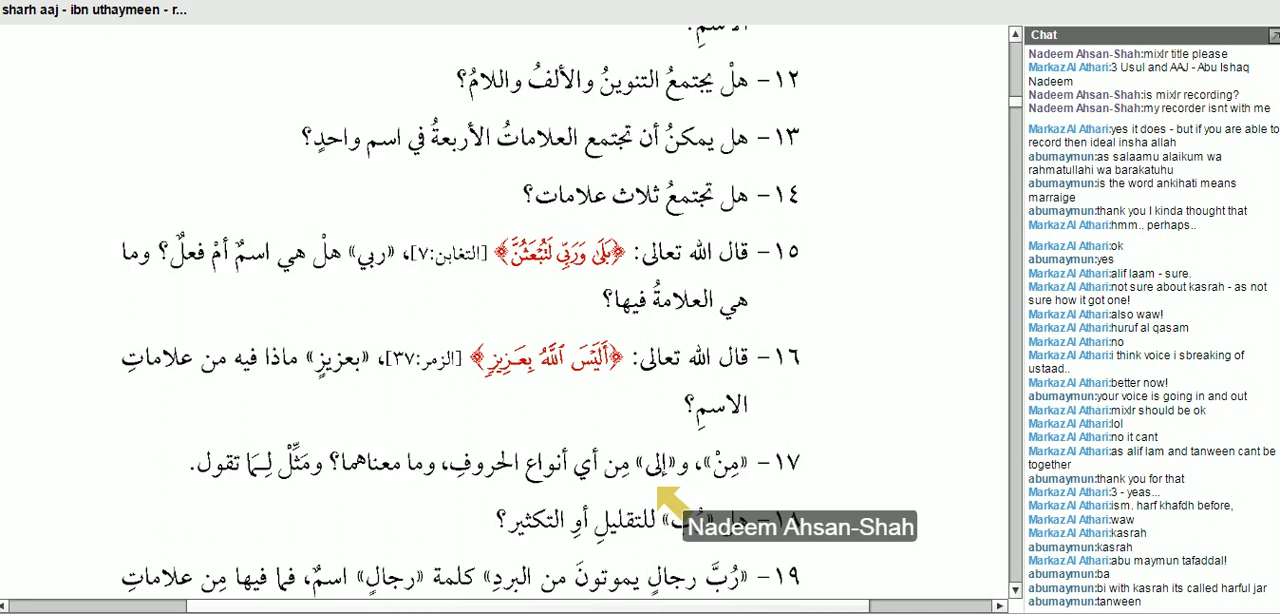 sharh aaj - ibn uthaymeen - r...
الاسمِ؟
١٢- هلْ يجتمعُ التنوينُ والألفُ واللامُ؟
١٣- هل يمكنُ أن تجتمع العلاماتُ الأربعةُ في اسم واحدٍ؟
١٤- هل تجتمعُ ثلاث علامات؟
١٥- قال الله تعالى: ﴿بَلَىٰ وَرَبِّي لَتُبْعَثُنَّ﴾ [التغابن:٧]، «ربي» هلْ هي اسمٌ أمْ فعلٌ؟ وما
هي العلامةُ فيها؟
١٦- قال الله تعالى: ﴿أَلَيْسَ ٱللَّهُ بِعَزِيزٍ﴾ [الزمر:٣٧]، «بعزيزٍ» ماذا فيه من علاماتِ
الاسمِ؟
١٧- «مِنْ»، و«إلى» مِن أي أنواع الحروفِ، وما معناهما؟ ومَثِّلْ لِـمَا تقول.
١٨- هل «رُبَّ» للتقليلِ أوِ التكثير؟
١٩- «رُبَّ رجالٍ يموتونَ من البردِ» كلمة «رجالٍ» اسمٌ، فما فيها مِن علاماتِ
Nadeem Ahsan-Shah
Chat
Nadeem Ahsan-Shah:mixlr title please
MarkazAl Athari:3 Usul and AAJ - Abu Ishaq
Nadeem
Nadeem Ahsan-Shah:is mixlr recording?
Nadeem Ahsan-Shah:my recorder isnt with me
MarkazAl Athari:yes it does - but if you are able to
record then ideal insha allah
abumaymun:as salaamu alaikum wa
rahmatullahi wa barakatuhu
abumaymun:is the word ankihati means
marraige
abumaymun:thank you I kinda thought that
MarkazAl Athari:hmm.. perhaps..
MarkazAl Athari:ok
abumaymun:yes
MarkazAl Athari:alif laam - sure.
MarkazAl Athari:not sure about kasrah - as not
sure how it got one!
MarkazAl Athari:also waw!
MarkazAl Athari:huruf al qasam
MarkazAl Athari:no
MarkazAl Athari:i think voice i sbreaking of
ustaad..
MarkazAl Athari:better now!
abumaymun:your voice is going in and out
MarkazAl Athari:mixlr should be ok
MarkazAl Athari:lol
MarkazAl Athari:no it cant
MarkazAl Athari:as alif lam and tanween cant be
together
abumaymun:thank you for that
MarkazAl Athari:3 - yeas...
MarkazAl Athari:ism. harf khafdh before,
MarkazAl Athari:waw
MarkazAl Athari:kasrah
abumaymun:kasrah
MarkazAl Athari:abu maymun tafaddal!
abumaymun:ba
abumaymun:bi with kasrah its called harful jar
abumaymun:tanween